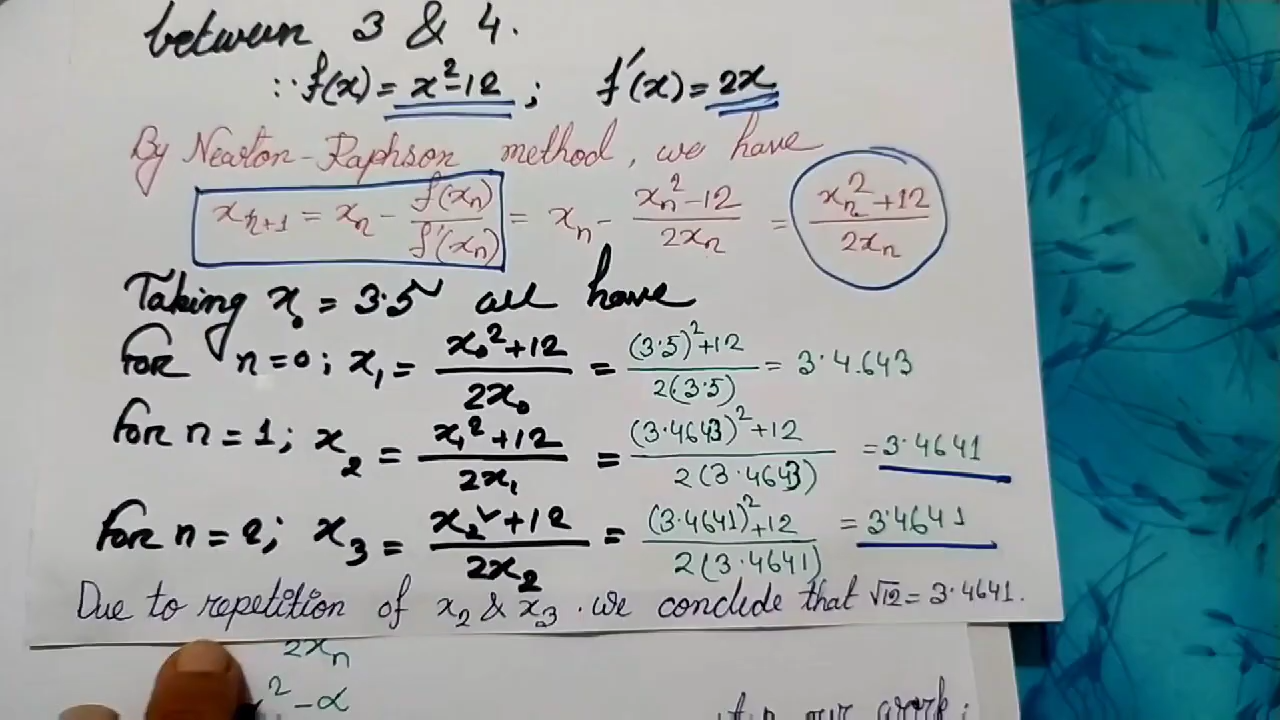 between 3 & 4.
∵ f(x) = x²-12 ; f'(x) = 2x
By Newton-Raphson method, we have
xₙ₊₁ = xₙ - f(xₙ)/f'(xₙ) = xₙ - (xₙ²-12)/2xₙ = (xₙ²+12)/2xₙ
Taking x₀ = 3.5 have
For n=0; x₁ = (x₀²+12)/2x₀ = ((3.5)²+12)/2(3.5) = 3.4643
For n=1; x₂ = (x₁²+12)/2x₁ = ((3.4643)²+12)/2(3.4643) = 3.4641
For n=2; x₃ = (x₂²+12)/2x₂ = ((3.4641)²+12)/2(3.4641) = 3.4641
Due to repetition of x₂ & x₃. we conclude that √12 = 3.4641.
2xₙ
² - α
our work: